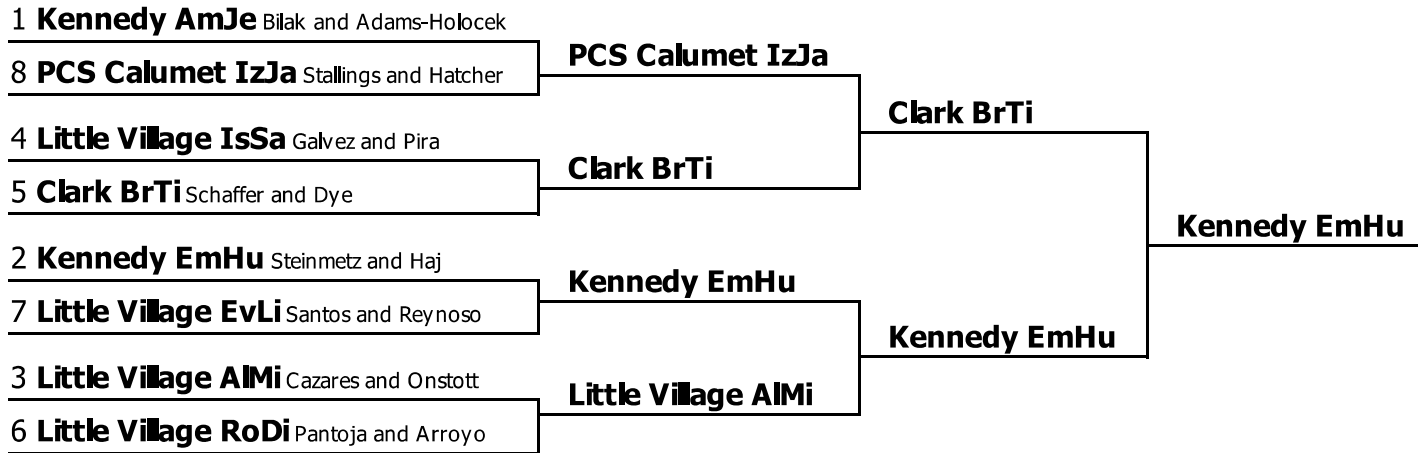 1 Kennedy AmJe Bilak and Adams-Holocek
8 PCS Calumet IzJa Stallings and Hatcher
4 Little Village IsSa Galvez and Pira
5 Clark BrTi Schaffer and Dye
2 Kennedy EmHu Steinmetz and Haj
7 Little Village EvLi Santos and Reynoso
3 Little Village AlMi Cazares and Onstott
6 Little Village RoDi Pantoja and Arroyo
PCS Calumet IzJa
Clark BrTi
Kennedy EmHu
Little Village AlMi
Clark BrTi
Kennedy EmHu
Kennedy EmHu